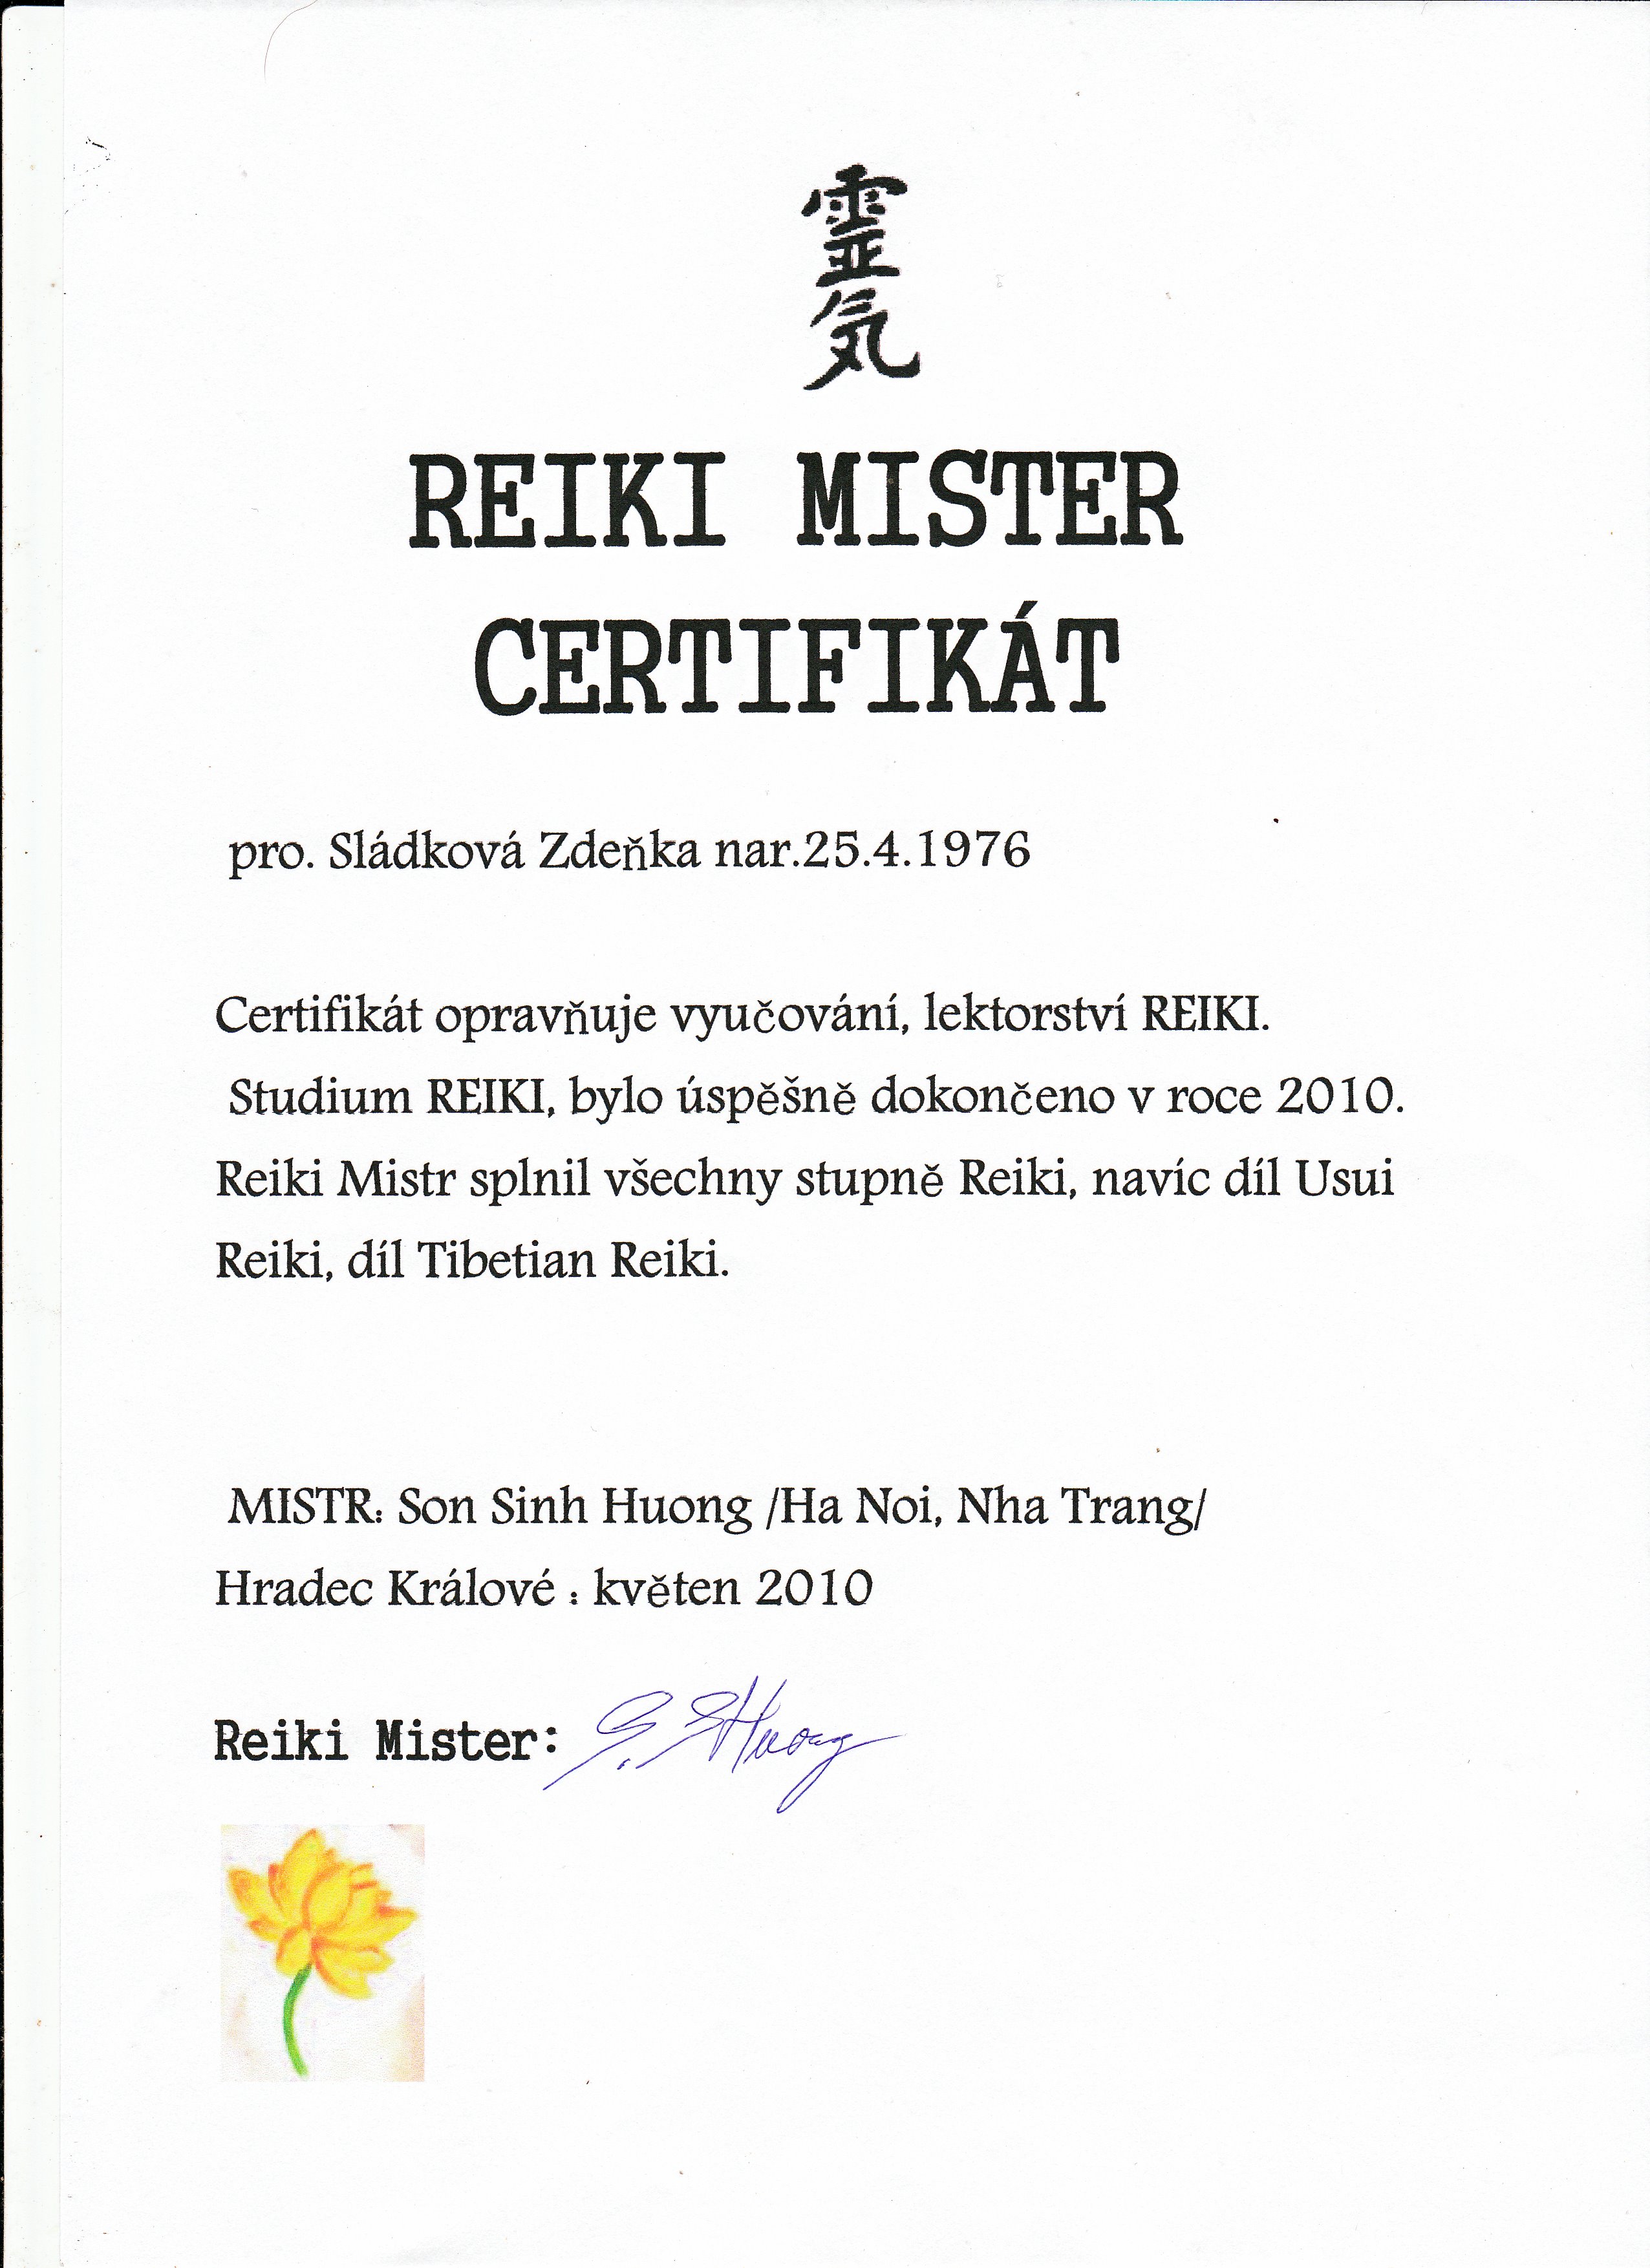 靈
気
REIKI MISTER
CERTIFIKÁT
pro. Sládková Zdeňka nar.25.4.1976
Certifikát opravňuje vyučování, lektorství REIKI.
Studium REIKI, bylo úspěšně dokončeno v roce 2010.
Reiki Mistr splnil všechny stupně Reiki, navíc díl Usui
Reiki, díl Tibetian Reiki.
MISTR: Son Sinh Huong /Ha Noi, Nha Trang/
Hradec Králové : květen 2010
Reiki Mister: S. SHuong